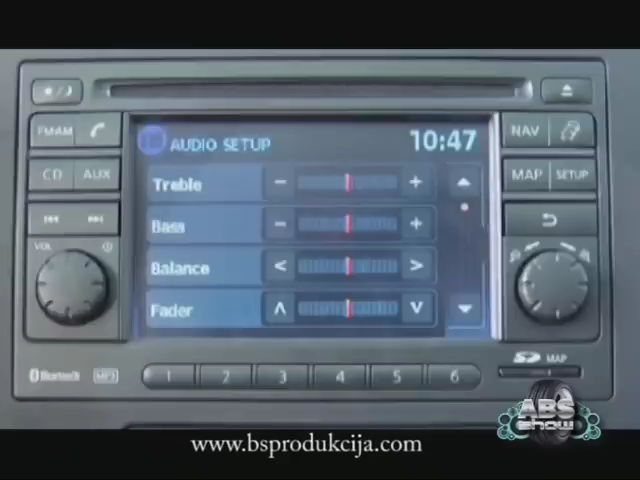 FM·AM
NAV
AUDIO SETUP 10:47
CD AUX
MAP SETUP
Treble - +
Bass - +
VOL
Balance < >
Fader
Bluetooth MP3 1 2 3 4 5 6
SD MAP
ABS
show
www.bsprodukcija.com